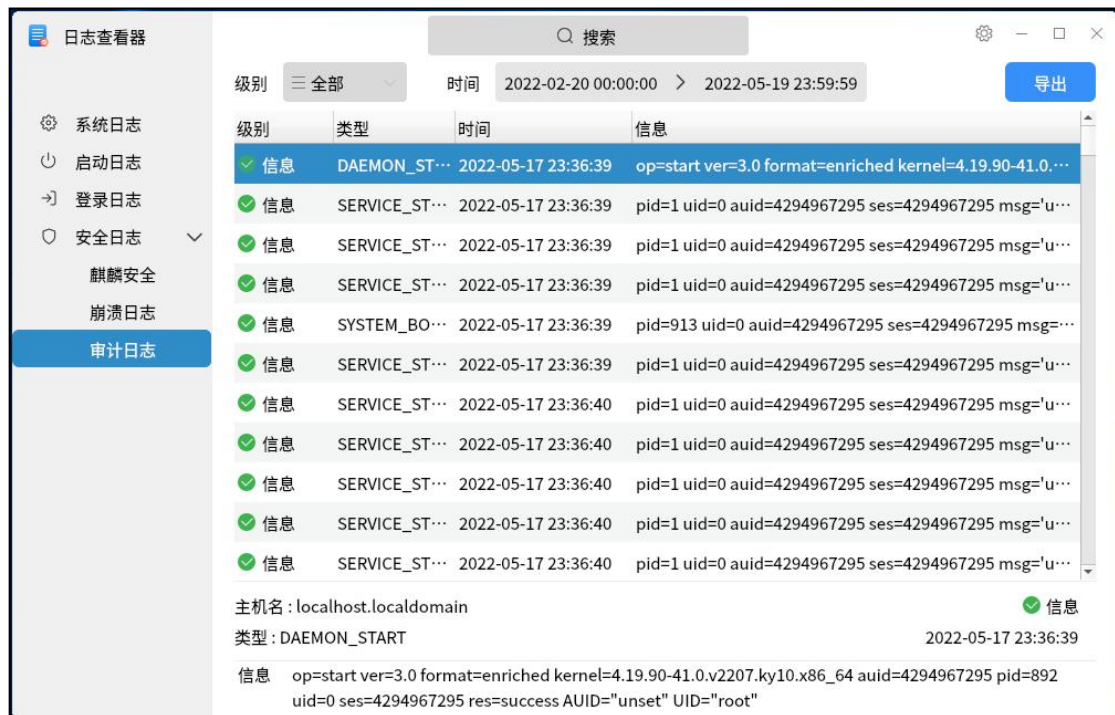 日志查看器
搜索
级别 全部 时间 2022-02-20 00:00:00 > 2022-05-19 23:59:59 导出
系统日志
启动日志
登录日志
安全日志
麒麟安全
崩溃日志
审计日志
级别 类型 时间 信息
信息 DAEMON_ST··· 2022-05-17 23:36:39 op=start ver=3.0 format=enriched kernel=4.19.90-41.0.···
信息 SERVICE_ST··· 2022-05-17 23:36:39 pid=1 uid=0 auid=4294967295 ses=4294967295 msg='u···
信息 SERVICE_ST··· 2022-05-17 23:36:39 pid=1 uid=0 auid=4294967295 ses=4294967295 msg='u···
信息 SERVICE_ST··· 2022-05-17 23:36:39 pid=1 uid=0 auid=4294967295 ses=4294967295 msg='u···
信息 SYSTEM_BO··· 2022-05-17 23:36:39 pid=913 uid=0 auid=4294967295 ses=4294967295 msg=···
信息 SERVICE_ST··· 2022-05-17 23:36:39 pid=1 uid=0 auid=4294967295 ses=4294967295 msg='u···
信息 SERVICE_ST··· 2022-05-17 23:36:40 pid=1 uid=0 auid=4294967295 ses=4294967295 msg='u···
信息 SERVICE_ST··· 2022-05-17 23:36:40 pid=1 uid=0 auid=4294967295 ses=4294967295 msg='u···
信息 SERVICE_ST··· 2022-05-17 23:36:40 pid=1 uid=0 auid=4294967295 ses=4294967295 msg='u···
信息 SERVICE_ST··· 2022-05-17 23:36:40 pid=1 uid=0 auid=4294967295 ses=4294967295 msg='u···
信息 SERVICE_ST··· 2022-05-17 23:36:40 pid=1 uid=0 auid=4294967295 ses=4294967295 msg='u···
主机名 : localhost.localdomain 信息
类型 : DAEMON_START 2022-05-17 23:36:39
信息 op=start ver=3.0 format=enriched kernel=4.19.90-41.0.v2207.ky10.x86_64 auid=4294967295 pid=892
uid=0 ses=4294967295 res=success AUID="unset" UID="root"